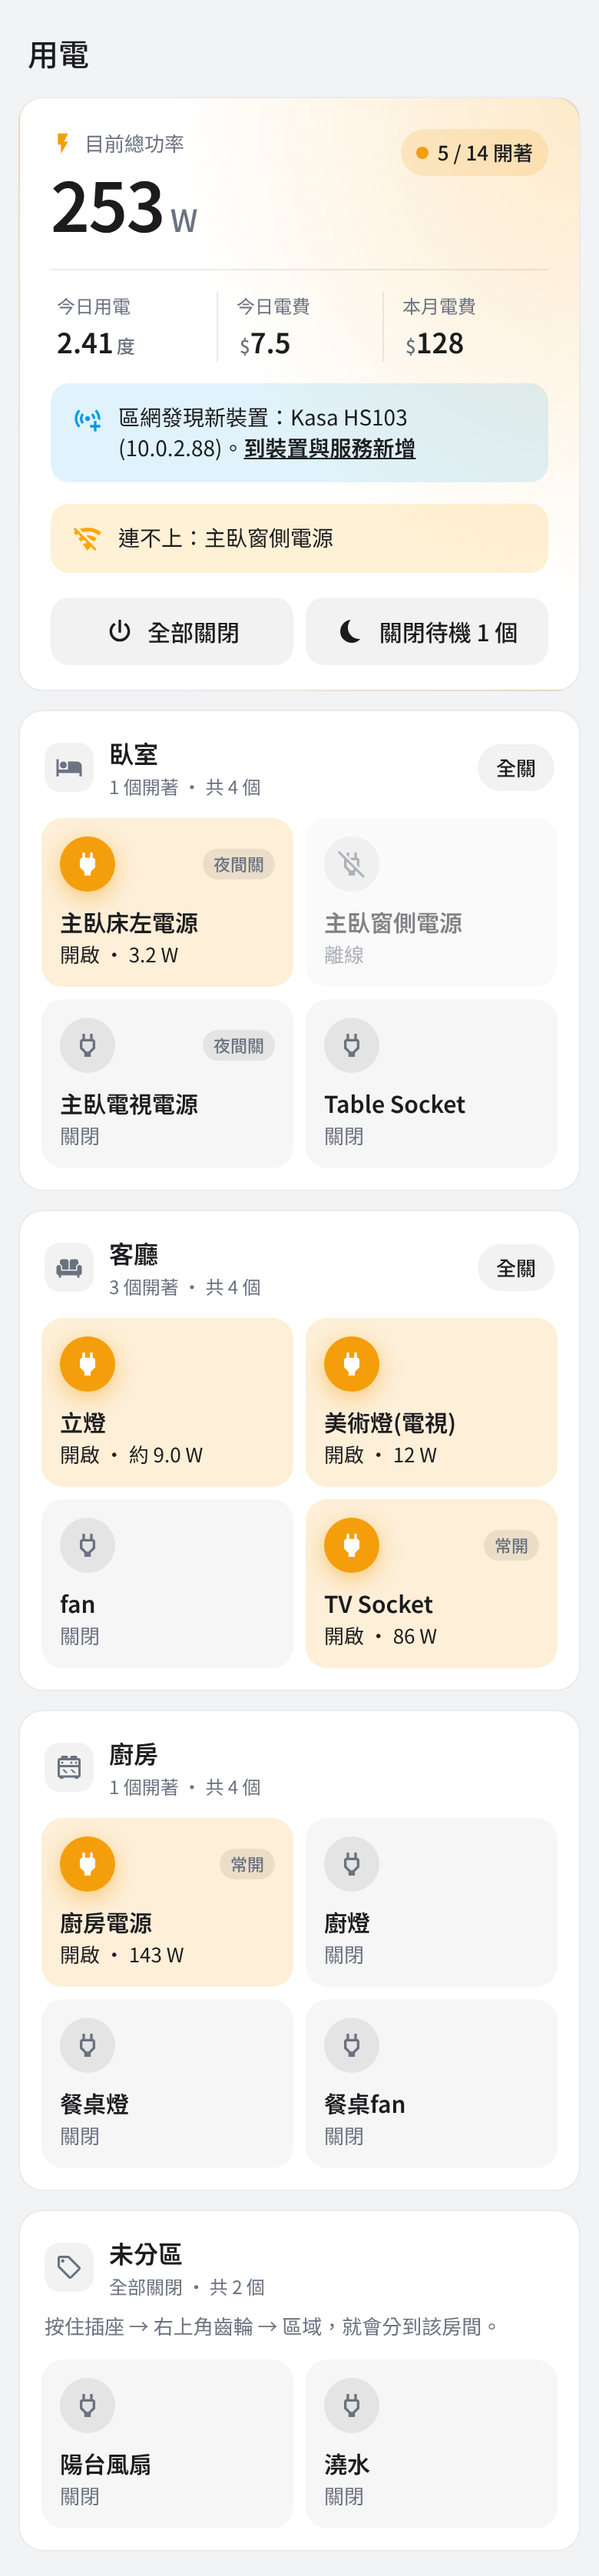 用電
目前總功率
5 / 14 開著
253 W
今日用電
今日電費
本月電費
2.41 度
$7.5
$128
區網發現新裝置：Kasa HS103
(10.0.2.88)。到裝置與服務新增
連不上：主臥窗側電源
全部關閉
關閉待機 1 個
臥室
1 個開著 · 共 4 個
全關
夜間關
主臥床左電源
開啟 · 3.2 W
主臥窗側電源
離線
夜間關
主臥電視電源
關閉
Table Socket
關閉
客廳
3 個開著 · 共 4 個
全關
立燈
開啟 · 約 9.0 W
美術燈(電視)
開啟 · 12 W
fan
關閉
常開
TV Socket
開啟 · 86 W
廚房
1 個開著 · 共 4 個
常開
廚房電源
開啟 · 143 W
廚燈
關閉
餐桌燈
關閉
餐桌fan
關閉
未分區
全部關閉 · 共 2 個
按住插座 → 右上角齒輪 → 區域，就會分到該房間。
陽台風扇
關閉
澆水
關閉